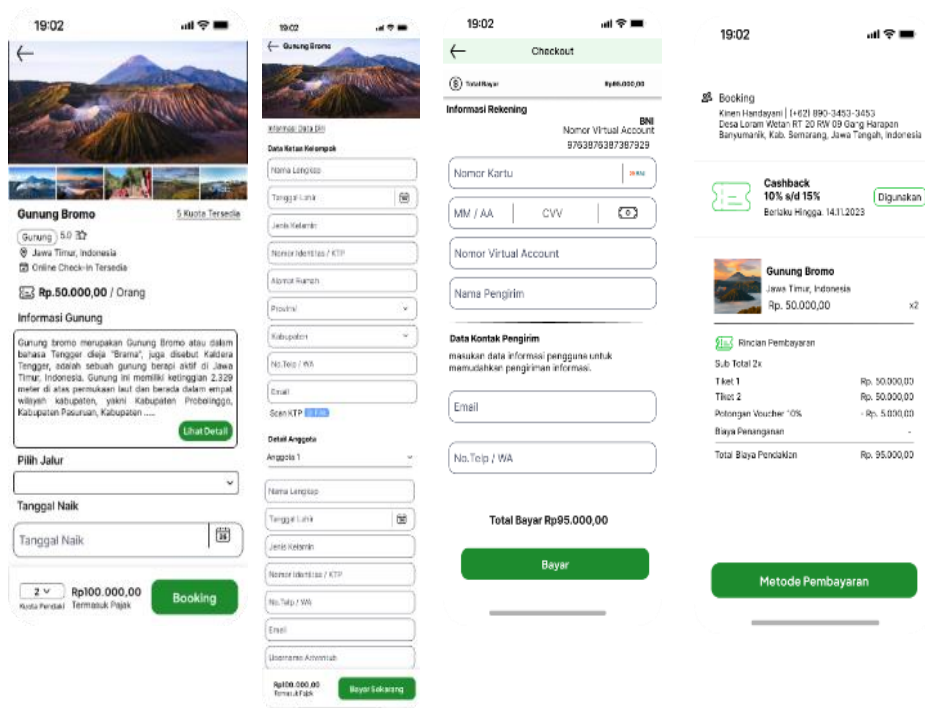 19:02
Gunung Bromo
5 Kuota Tersedia
Gunung 5.0
Jawa Timur, Indonesia
Online Check-in Tersedia
Rp.50.000,00 / Orang
Informasi Gunung
Gunung bromo merupakan Gunung Bromo atau dalam
bahasa Tengger dieja "Brama", juga disebut Kaldera
Tengger, adalah sebuah gunung berapi aktif di Jawa
Timur, Indonesia. Gunung ini memiliki ketinggian 2.329
meter di atas permukaan laut dan berada dalam empat
wilayah kabupaten, yakni Kabupaten Probolinggo,
Kabupaten Pasuruan, Kabupaten .....
Lihat Detail
Pilih Jalur
Tanggal Naik
Tanggal Naik
2
Kuota Pendaki
Rp100.000,00
Termasuk Pajak
Booking
19:02
Gunung Bromo
Informasi Data Diri
Data Ketua Kelompok
Nama Lengkap
Tanggal Lahir
Jenis Kelamin
Nomor Identitas / KTP
Alamat Rumah
Provinsi
Kabupaten
No.Telp / WA
Email
Scan KTP
Detail Anggota
Anggota 1
Nama Lengkap
Tanggal Lahir
Jenis Kelamin
Nomor Identitas / KTP
No.Telp / WA
Email
Username
Rp100.000,00
Termasuk Pajak
Bayar Sekarang
19:02
Checkout
Total Bayar
Rp95.000,00
Informasi Rekening
BNI
Nomor Virtual Account
9763876387387929
Nomor Kartu
MM / AA
CVV
Nomor Virtual Account
Nama Pengirim
Data Kontak Pengirim
masukan data informasi pengguna untuk
memudahkan pengiriman informasi.
Email
No.Telp / WA
Total Bayar Rp95.000,00
Bayar
19:02
Booking
Kinen Handayani | (+62) 890-3453-3453
Desa Loram Wetan RT 20 RW 09 Gang Harapan
Banyumanik, Kab. Semarang, Jawa Tengah, Indonesia
Cashback
10% s/d 15%
Berlaku Hingga. 14.11.2023
Digunakan
Gunung Bromo
Jawa Timur, Indonesia
Rp. 50.000,00
x2
Rincian Pembayaran
Sub Total 2x
Tiket 1
Rp. 50.000,00
Tiket 2
Rp. 50.000,00
Potongan Voucher 10%
- Rp. 5.000,00
Biaya Penanganan
-
Total Biaya Pendakian
Rp. 95.000,00
Metode Pembayaran